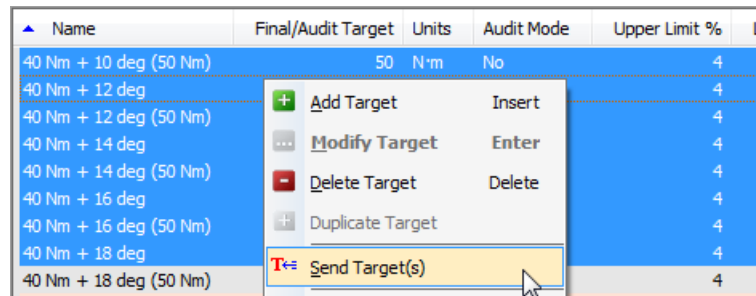 Name Final/Audit Target Units Audit Mode Upper Limit %
40 Nm + 10 deg (50 Nm) 50 N·m No 4
40 Nm + 12 deg 4
40 Nm + 12 deg (50 Nm) 4
40 Nm + 14 deg 4
40 Nm + 14 deg (50 Nm) 4
40 Nm + 16 deg 4
40 Nm + 16 deg (50 Nm) 4
40 Nm + 18 deg 4
40 Nm + 18 deg (50 Nm) 4
Add Target Insert
Modify Target Enter
Delete Target Delete
Duplicate Target
Send Target(s)